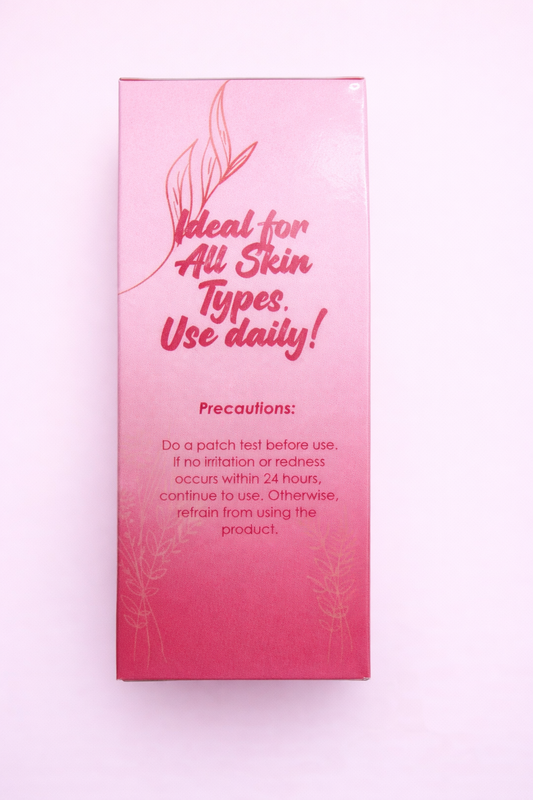 Ideal for
All Skin
Types.
Use daily!
Precautions:
Do a patch test before use.
If no irritation or redness
occurs within 24 hours,
continue to use. Otherwise,
refrain from using the
product.